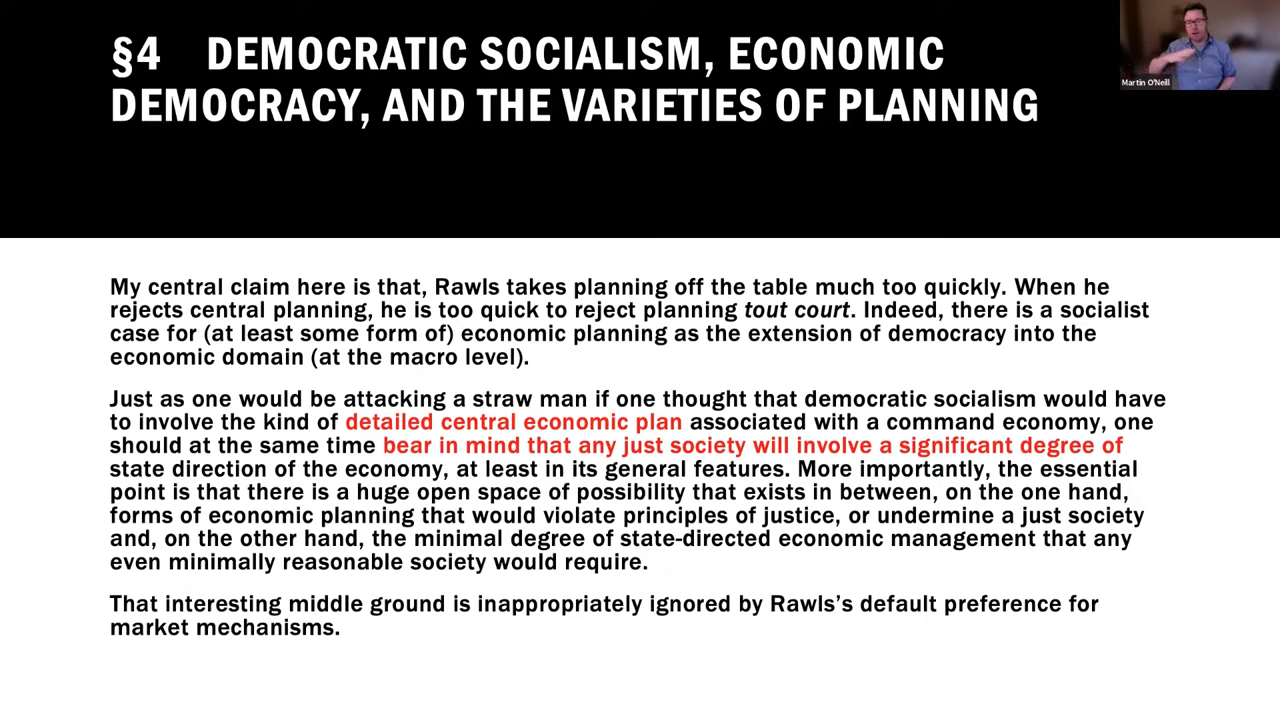 §4 DEMOCRATIC SOCIALISM, ECONOMIC
DEMOCRACY, AND THE VARIETIES OF PLANNING
Martin O'Neill
My central claim here is that, Rawls takes planning off the table much too quickly. When he
rejects central planning, he is too quick to reject planning tout court. Indeed, there is a socialist
case for (at least some form of) economic planning as the extension of democracy into the
economic domain (at the macro level).
Just as one would be attacking a straw man if one thought that democratic socialism would have
to involve the kind of detailed central economic plan associated with a command economy, one
should at the same time bear in mind that any just society will involve a significant degree of
state direction of the economy, at least in its general features. More importantly, the essential
point is that there is a huge open space of possibility that exists in between, on the one hand,
forms of economic planning that would violate principles of justice, or undermine a just society
and, on the other hand, the minimal degree of state-directed economic management that any
even minimally reasonable society would require.
That interesting middle ground is inappropriately ignored by Rawls's default preference for
market mechanisms.